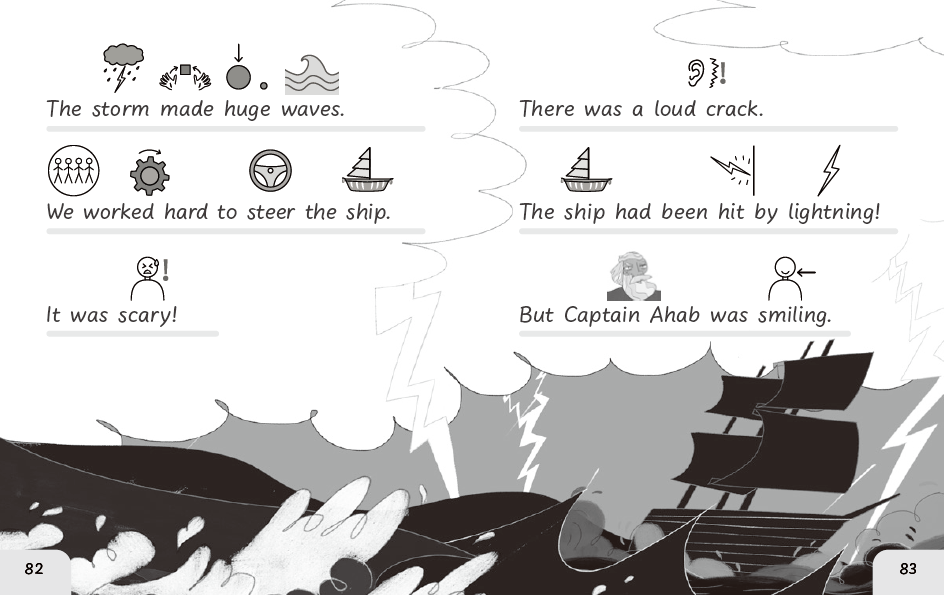 The storm made huge waves.
We worked hard to steer the ship.
It was scary!
82
There was a loud crack.
The ship had been hit by lightning!
But Captain Ahab was smiling.
83